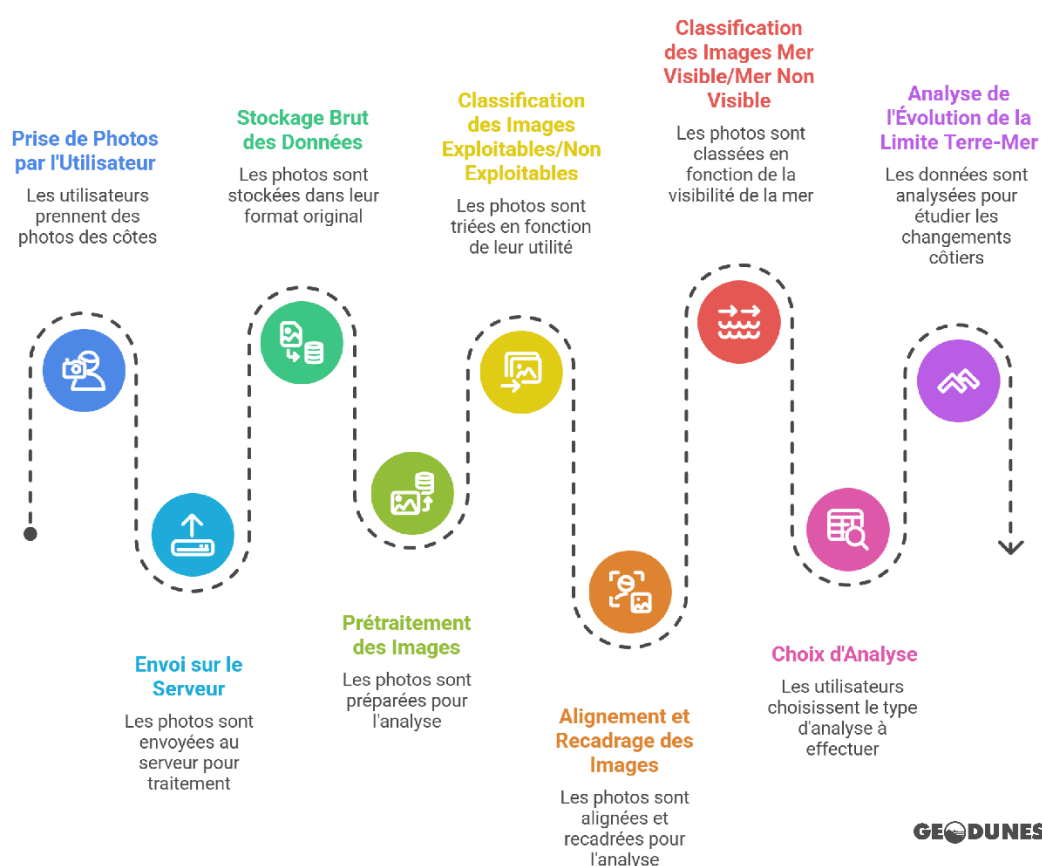 Prise de Photos
par l'Utilisateur
Les utilisateurs
prennent des
photos des côtes
Envoi sur le
Serveur
Les photos sont
envoyées au
serveur pour
traitement
Stockage Brut
des Données
Les photos sont
stockées dans leur
format original
Prétraitement
des Images
Les photos sont
préparées pour
l'analyse
Classification
des Images
Exploitables/Non
Exploitables
Les photos sont
triées en fonction
de leur utilité
Alignement et
Recadrage des
Images
Les photos sont
alignées et
recadrées pour
l'analyse
Classification
des Images Mer
Visible/Mer Non
Visible
Les photos sont
classées en
fonction de la
visibilité de la
mer
Choix d'Analyse
Les utilisateurs
choisissent le type
d'analyse à
effectuer
Analyse de
l'Évolution de la
Limite Terre-Mer
Les données sont
analysées pour
étudier les
changements
côtiers
GEODUNES